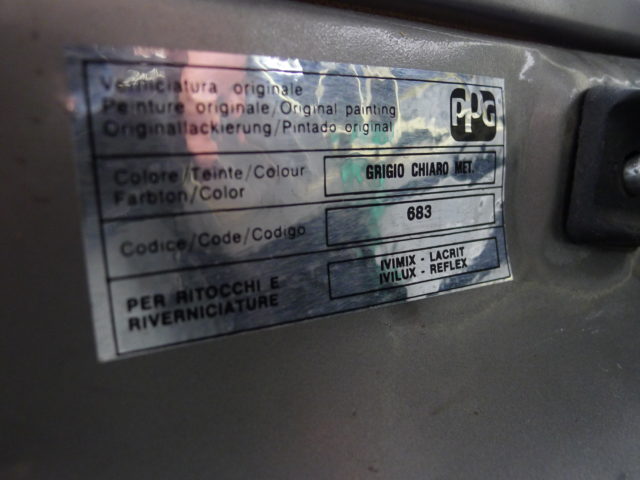 Verniciatura originale
Peinture originale/Original painting
Originallackierung/Pintado original
PPG
Colore/Teinte/Colour
Farbton/Color
GRIGIO CHIARO MET.
Codice/Code/Codigo
683
PER RITOCCHI E
RIVERNICIATURE
IVIMIX - LACRIT
IVILUX - REFLEX